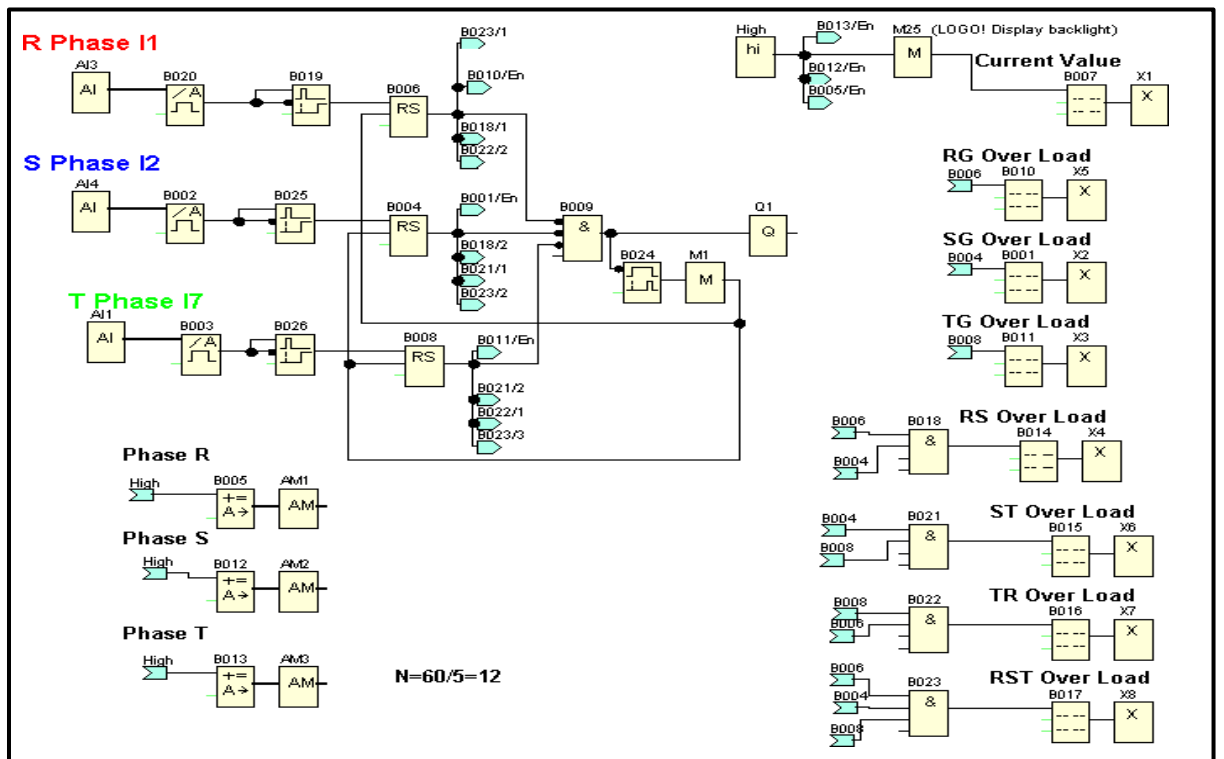 R Phase I1
AI3
AI
B020
/A
B019
B006
RS
B023/1
B010/En
B018/1
B022/2
S Phase I2
AI4
AI
B002
/A
B025
B004
RS
B001/En
B018/2
B021/1
B023/2
B009
&
Q1
Q
B024
M1
M
T Phase I7
AI1
AI
B003
/A
B026
B008
RS
B011/En
B021/2
B022/1
B023/3
High
hi
B013/En
B012/En
B005/En
M25 (LOGO! Display backlight)
M
Current Value
B007
X1
X
RG Over Load
B006
B010
X5
X
SG Over Load
B004
B001
X2
X
TG Over Load
B008
B011
X3
X
RS Over Load
B006
B004
B018
&
B014
X4
X
ST Over Load
B004
B008
B021
&
B015
X6
X
TR Over Load
B008
B006
B022
&
B016
X7
X
RST Over Load
B006
B004
B008
B023
&
B017
X8
X
Phase R
High
B005
+=
A→
AM1
AM
Phase S
High
B012
+=
A→
AM2
AM
Phase T
High
B013
+=
A→
AM3
AM
N=60/5=12